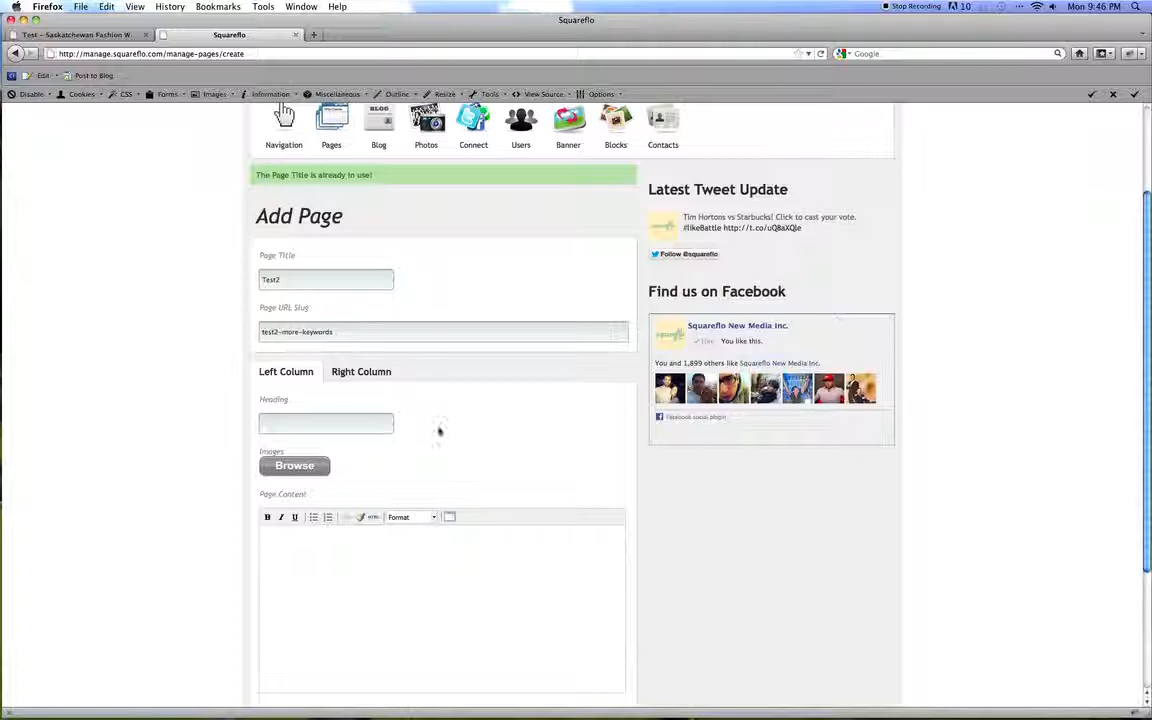 Firefox File Edit View History Bookmarks Tools Window Help Stop Recording 10 Mon 9:46 PM
Squareflo
Test – Saskatchewan Fashion W... Squareflo
http://manage.squareflo.com/manage-pages/create Google
Edit Post to Blog
Disable Cookies CSS Forms Images Information Miscellaneous Outline Resize Tools View Source Options
Navigation Pages Blog Photos Connect Users Banner Blocks Contacts
The Page Title is already in use!
Latest Tweet Update
Tim Hortons vs Starbucks! Click to cast your vote.
#likeBattle http://t.co/uQ8aXQle
Follow @squareflo
Add Page
Page Title
Test2
Page URL Slug
test2-more-keywords
Find us on Facebook
Squareflo New Media Inc.
Like You like this.
You and 1,899 others like Squareflo New Media Inc.
Facebook social plugin
Left Column Right Column
Heading
Images
Browse
Page Content
B I U HTML Format